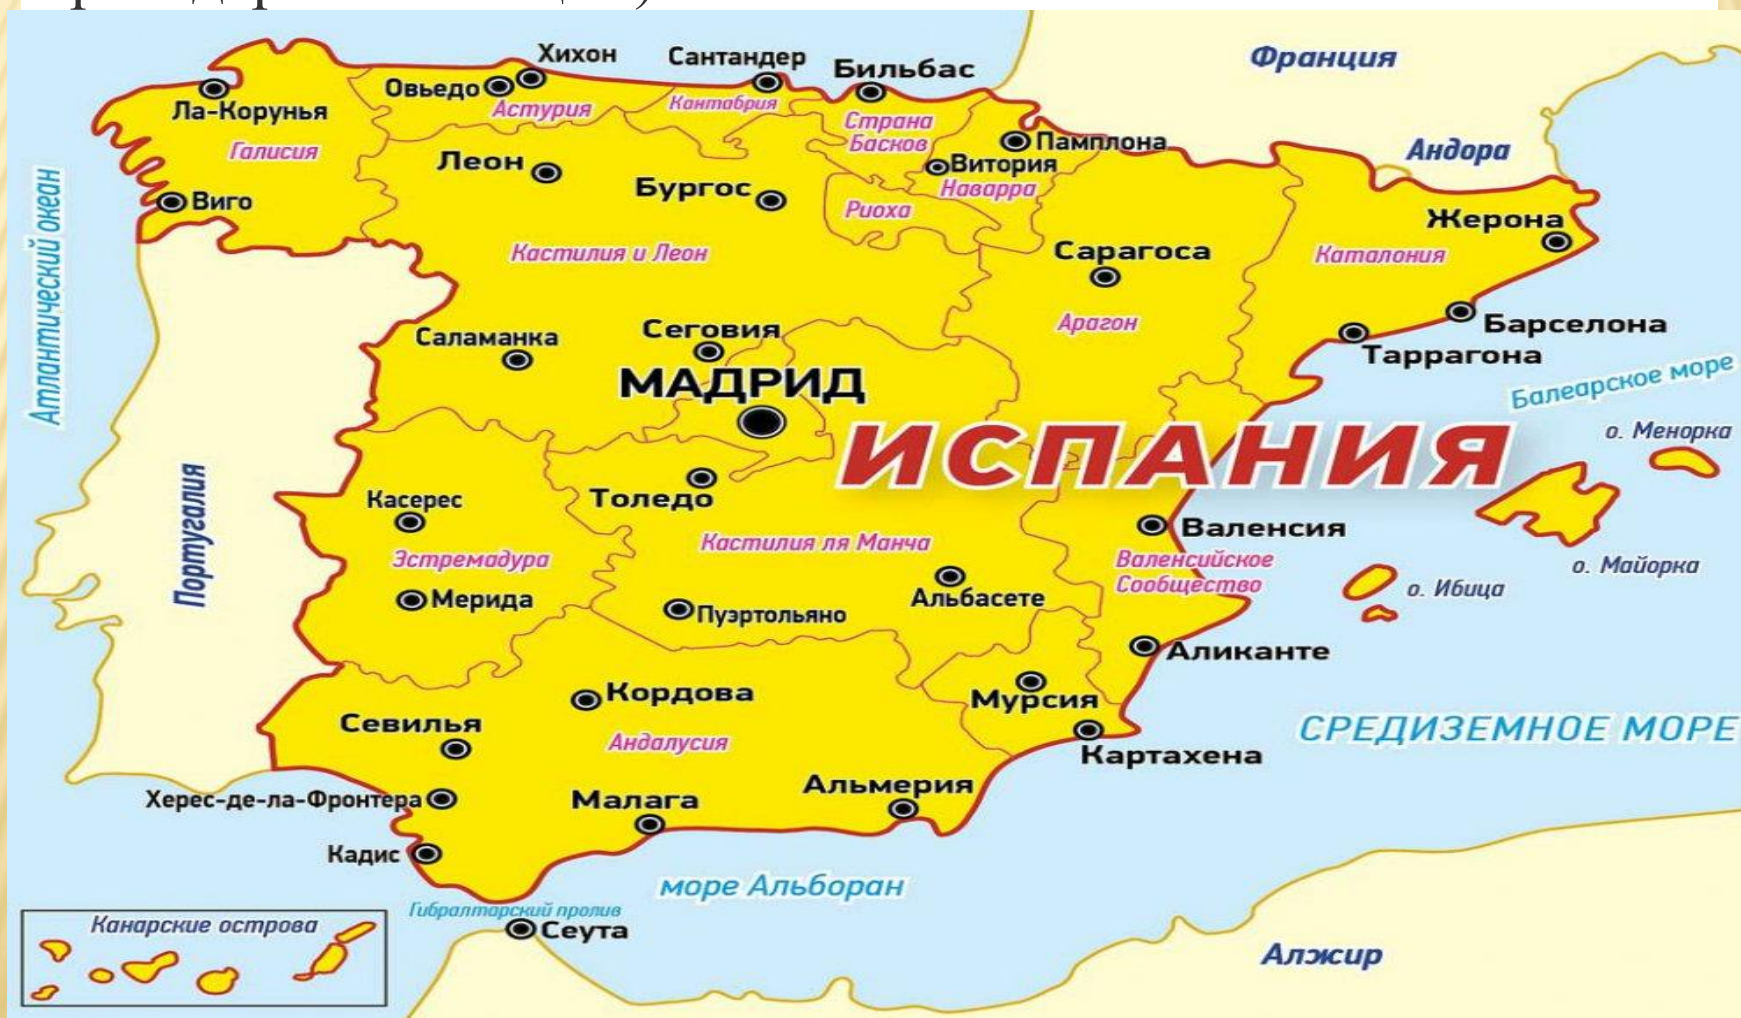 Франция
Хихон
Сантандер
Бильбас
Овьедо
Астурия
Кантабрия
Ла-Корунья
Страна
Басков
Памплона
Андора
Галисия
Леон
Витория
Наварра
Бургос
Виго
Риоха
Жерона
Атлантический океан
Кастилия и Леон
Сарагоса
Каталония
Арагон
Барселона
Саламанка
Сеговия
Таррагона
МАДРИД
Балеарское море
ИСПАНИЯ
о. Менорка
Португалия
Касерес
Толедо
Валенсия
Эстремадура
Кастилия ля Манча
Валенсийское
Сообщество
о. Майорка
о. Ибица
Мерида
Пуэртольяно
Альбасете
Аликанте
Кордова
Мурсия
Севилья
Андалусия
СРЕДИЗЕМНОЕ МОРЕ
Картахена
Херес-де-ла-Фронтера
Малага
Альмерия
Кадис
море Альборан
Гибралтарский пролив
Канарские острова
Сеута
Алжир